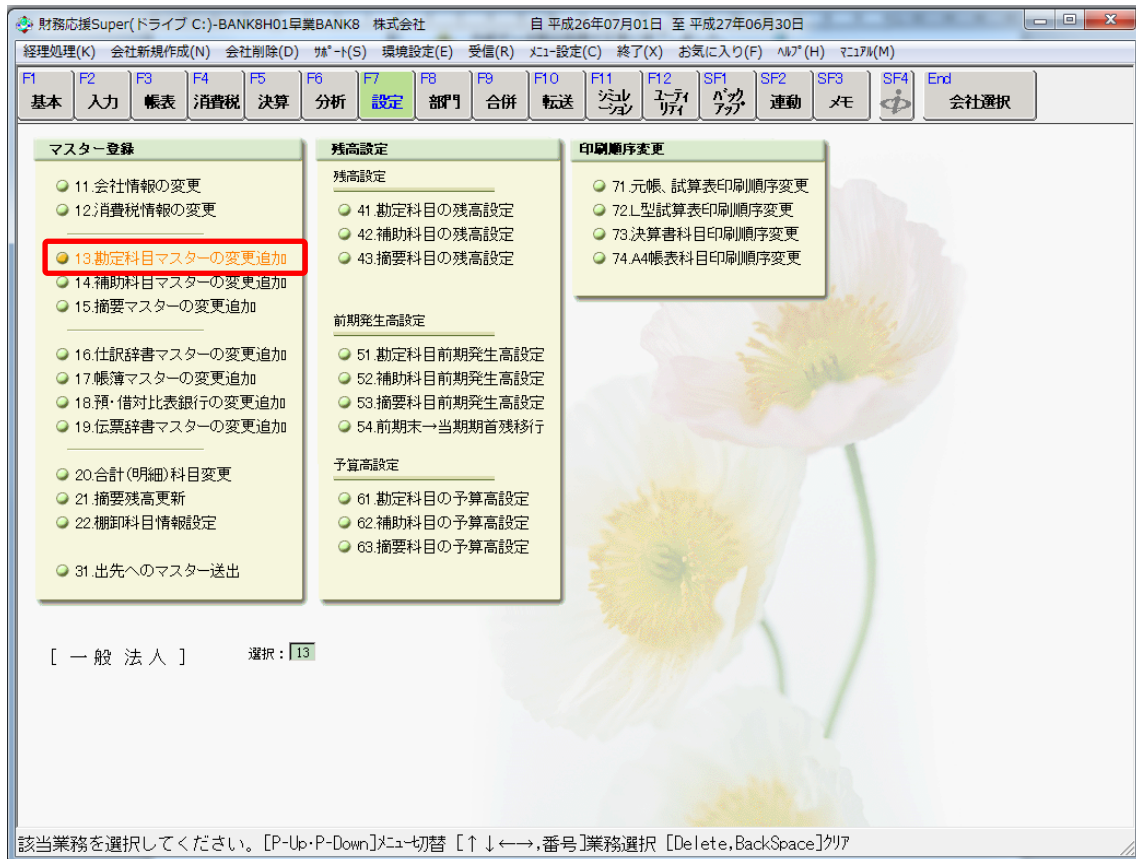 財務応援Super(ドライブ C:)-BANK8H01早業BANK8 株式会社 自 平成26年07月01日 至 平成27年06月30日
経理処理(K) 会社新規作成(N) 会社削除(D) ｻﾎﾟｰﾄ(S) 環境設定(E) 受信(R) ﾒﾆｭｰ設定(C) 終了(X) お気に入り(F) ﾍﾙﾌﾟ(H) ﾏﾆｭｱﾙ(M)
F1 F2 F3 F4 F5 F6 F7 F8 F9 F10 F11 F12 SF1 SF2 SF3 SF4 End
基本 入力 帳表 消費税 決算 分析 設定 部門 合併 転送 シミュレーション ユーティリティ バックアップ 連動 メモ 会社選択
マスター登録
11.会社情報の変更
12.消費税情報の変更
13.勘定科目マスターの変更追加
14.補助科目マスターの変更追加
15.摘要マスターの変更追加
16.仕訳辞書マスターの変更追加
17.帳簿マスターの変更追加
18.預・借対比表銀行の変更追加
19.伝票辞書マスターの変更追加
20.合計(明細)科目変更
21.摘要残高更新
22.棚卸科目情報設定
31.出先へのマスター送出
残高設定
残高設定
41.勘定科目の残高設定
42.補助科目の残高設定
43.摘要科目の残高設定
前期発生高設定
51.勘定科目前期発生高設定
52.補助科目前期発生高設定
53.摘要科目前期発生高設定
54.前期末→当期期首残移行
予算高設定
61.勘定科目の予算高設定
62.補助科目の予算高設定
63.摘要科目の予算高設定
印刷順序変更
71.元帳、試算表印刷順序変更
72.L型試算表印刷順序変更
73.決算書科目印刷順序変更
74.A4帳表科目印刷順序変更
[ 一 般 法 人 ] 選択： 13
該当業務を選択してください。[P-Up･P-Down]ﾒﾆｭｰ切替 [↑↓←→,番号]業務選択 [Delete,BackSpace]ｸﾘｱ